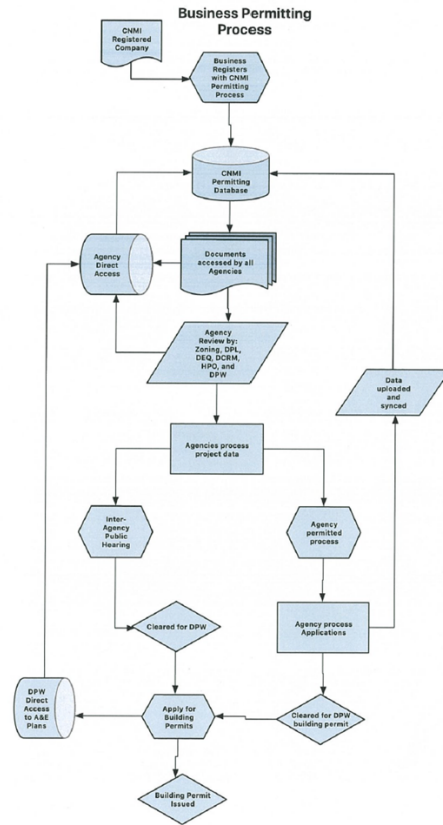 Business Permitting
Process
CNMI
Registered
Company
Business
Registers
with CNMI
Permitting
Process
CNMI
Permitting
Database
Agency
Direct
Access
Documents
accessed by all
Agencies
Agency
Review by:
Zoning, DPL,
DEQ, DCRM,
HPO, and
DPW
Data
uploaded
and
synced
Agencies process
project data
Inter-
Agency
Public
Hearing
Agency
permitted
process
Cleared for DPW
Agency process
Applications
DPW
Direct
Access
to A&E
Plans
Apply for
Building
Permits
Cleared for DPW
building permit
Building Permit
Issued